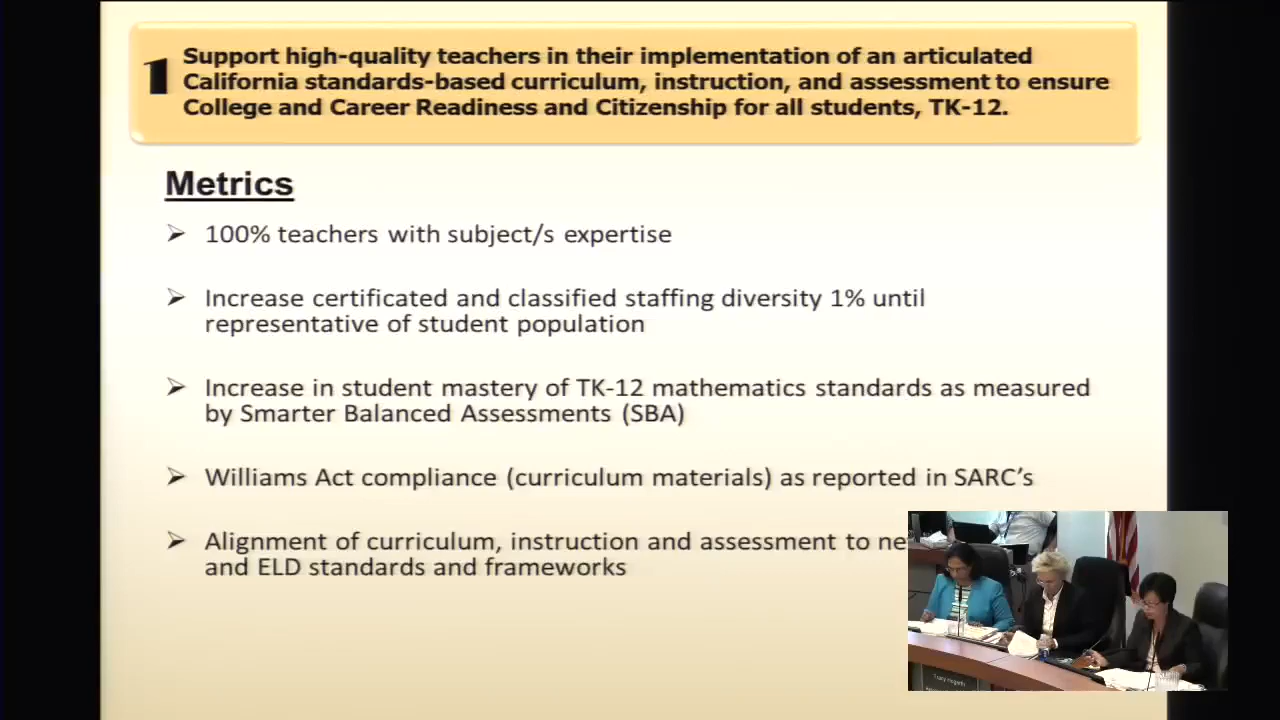 1
Support high-quality teachers in their implementation of an articulated
California standards-based curriculum, instruction, and assessment to ensure
College and Career Readiness and Citizenship for all students, TK-12.
Metrics
➢ 100% teachers with subject/s expertise
➢ Increase certificated and classified staffing diversity 1% until
representative of student population
➢ Increase in student mastery of TK-12 mathematics standards as measured
by Smarter Balanced Assessments (SBA)
➢ Williams Act compliance (curriculum materials) as reported in SARC's
➢ Alignment of curriculum, instruction and assessment to ne
and ELD standards and frameworks